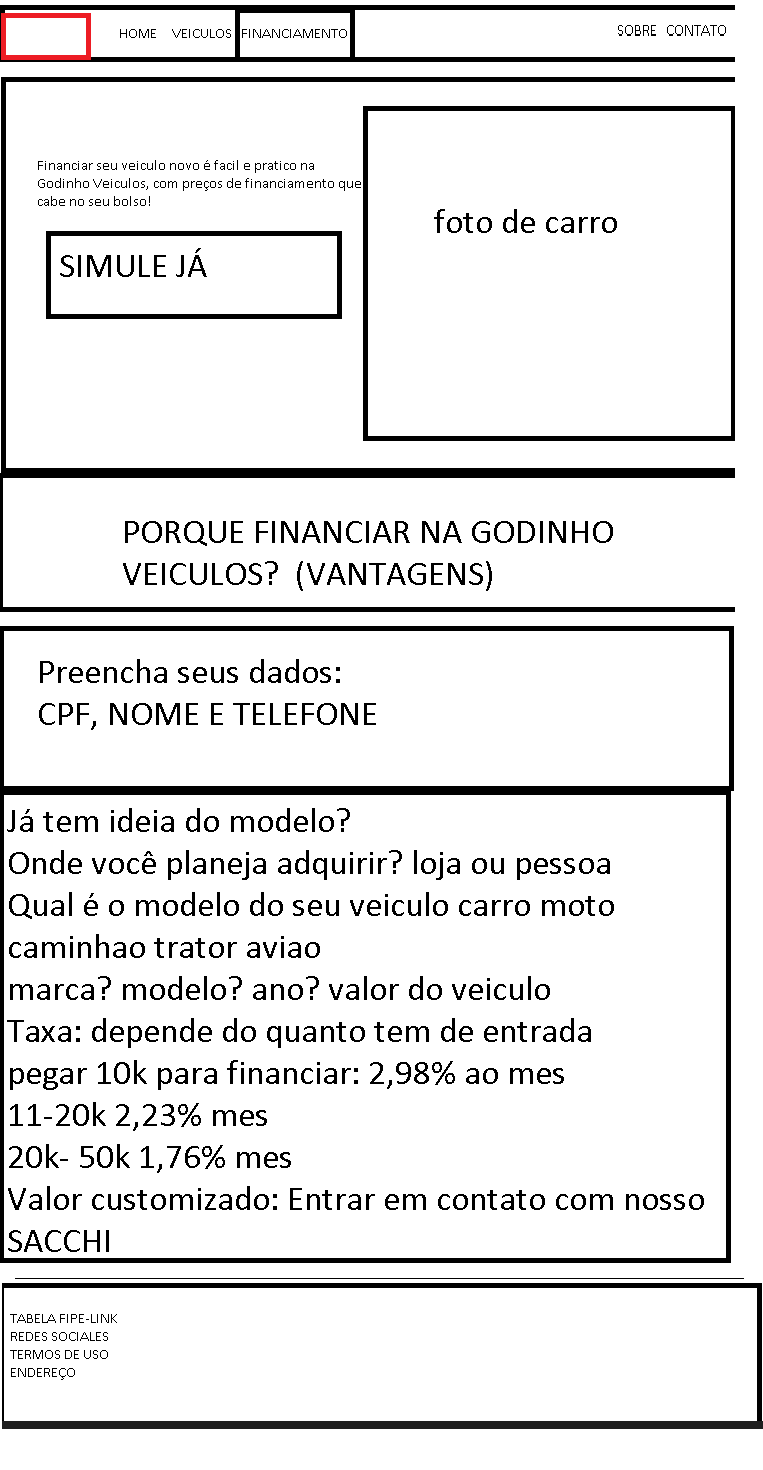 HOME VEICULOS FINANCIAMENTO SOBRE CONTATO
Financiar seu veiculo novo é facil e pratico na
Godinho Veiculos, com preços de financiamento que
cabe no seu bolso!
foto de carro
SIMULE JÁ
PORQUE FINANCIAR NA GODINHO
VEICULOS? (VANTAGENS)
Preencha seus dados:
CPF, NOME E TELEFONE
Já tem ideia do modelo?
Onde você planeja adquirir? loja ou pessoa
Qual é o modelo do seu veiculo carro moto
caminhao trator aviao
marca? modelo? ano? valor do veiculo
Taxa: depende do quanto tem de entrada
pegar 10k para financiar: 2,98% ao mes
11-20k 2,23% mes
20k- 50k 1,76% mes
Valor customizado: Entrar em contato com nosso
SACCHI
TABELA FIPE-LINK
REDES SOCIALES
TERMOS DE USO
ENDEREÇO